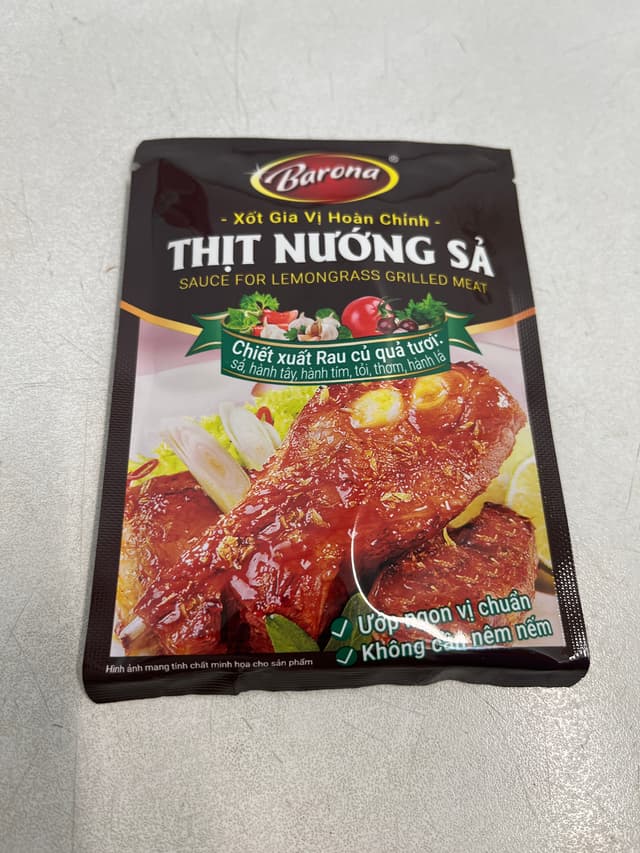 Barona®
- Xốt Gia Vị Hoàn Chỉnh -
THỊT NƯỚNG SẢ
SAUCE FOR LEMONGRASS GRILLED MEAT
Chiết xuất Rau củ quả tươi:
sả, hành tây, hành tím, tỏi, thơm, hành lá
Ướp ngon vị chuẩn
Không cần nêm nếm
Hình ảnh mang tính chất minh họa cho sản phẩm